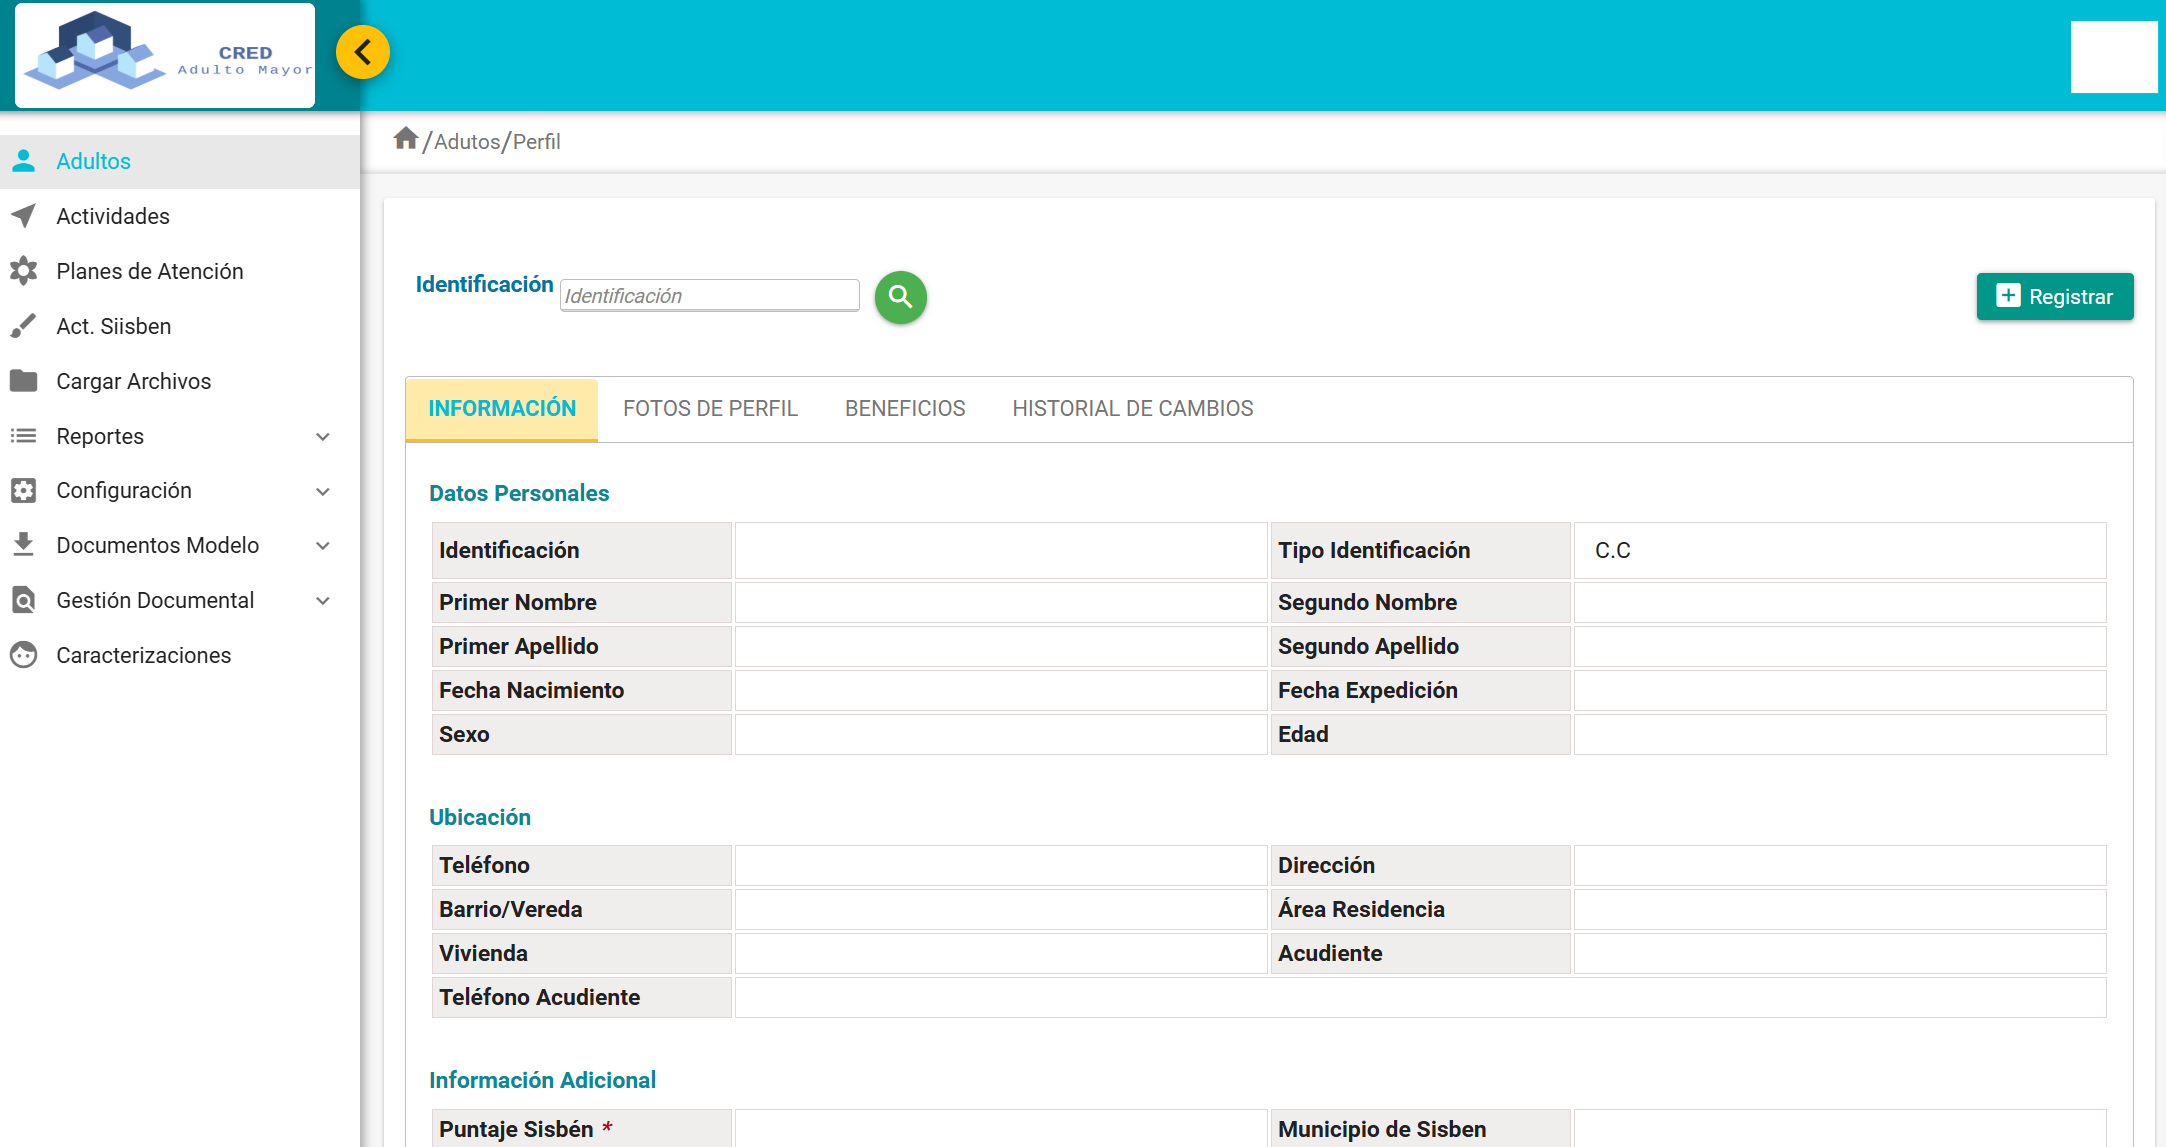 CRED
Adulto Mayor
/Adutos/Perfil
Adultos
Actividades
Planes de Atención
Act. Siisben
Cargar Archivos
Reportes
Configuración
Documentos Modelo
Gestión Documental
Caracterizaciones
Identificación Identificación
Registrar
INFORMACIÓN FOTOS DE PERFIL BENEFICIOS HISTORIAL DE CAMBIOS
Datos Personales
Identificación Tipo Identificación C.C
Primer Nombre Segundo Nombre
Primer Apellido Segundo Apellido
Fecha Nacimiento Fecha Expedición
Sexo Edad
Ubicación
Teléfono Dirección
Barrio/Vereda Área Residencia
Vivienda Acudiente
Teléfono Acudiente
Información Adicional
Puntaje Sisbén * Municipio de Sisben